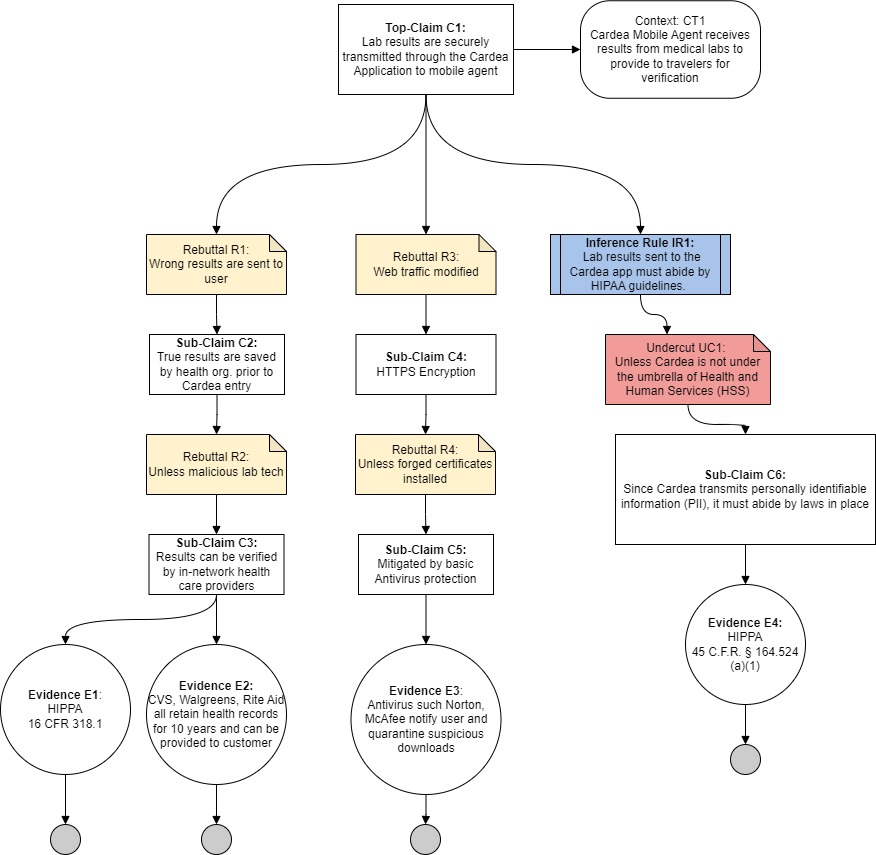 Top-Claim C1:
Lab results are securely
transmitted through the Cardea
Application to mobile agent
Context: CT1
Cardea Mobile Agent receives
results from medical labs to
provide to travelers for
verification
Rebuttal R1:
Wrong results are sent to
user
Rebuttal R3:
Web traffic modified
Inference Rule IR1:
Lab results sent to the
Cardea app must abide by
HIPAA guidelines.
Sub-Claim C2:
True results are saved
by health org. prior to
Cardea entry
Sub-Claim C4:
HTTPS Encryption
Undercut UC1:
Unless Cardea is not under
the umbrella of Health and
Human Services (HSS)
Rebuttal R2:
Unless malicious lab tech
Rebuttal R4:
Unless forged certificates
installed
Sub-Claim C6:
Since Cardea transmits personally identifiable
information (PII), it must abide by laws in place
Sub-Claim C3:
Results can be verified
by in-network health
care providers
Sub-Claim C5:
Mitigated by basic
Antivirus protection
Evidence E1:
HIPPA
16 CFR 318.1
Evidence E2:
CVS, Walgreens, Rite Aid
all retain health records
for 10 years and can be
provided to customer
Evidence E3:
Antivirus such Norton,
McAfee notify user and
quarantine suspicious
downloads
Evidence E4:
HIPPA
45 C.F.R. § 164.524
(a)(1)